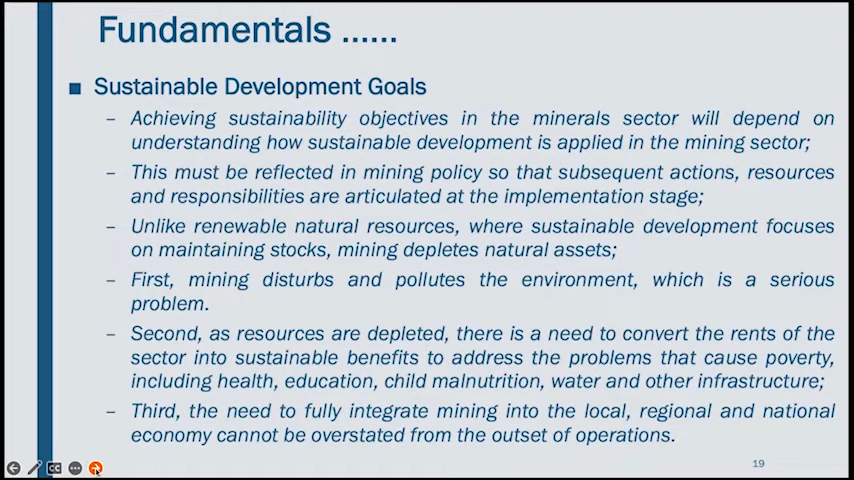 Fundamentals ......
■ Sustainable Development Goals
– Achieving sustainability objectives in the minerals sector will depend on
understanding how sustainable development is applied in the mining sector;
– This must be reflected in mining policy so that subsequent actions, resources
and responsibilities are articulated at the implementation stage;
– Unlike renewable natural resources, where sustainable development focuses
on maintaining stocks, mining depletes natural assets;
– First, mining disturbs and pollutes the environment, which is a serious
problem.
– Second, as resources are depleted, there is a need to convert the rents of the
sector into sustainable benefits to address the problems that cause poverty,
including health, education, child malnutrition, water and other infrastructure;
– Third, the need to fully integrate mining into the local, regional and national
economy cannot be overstated from the outset of operations.
CC
19